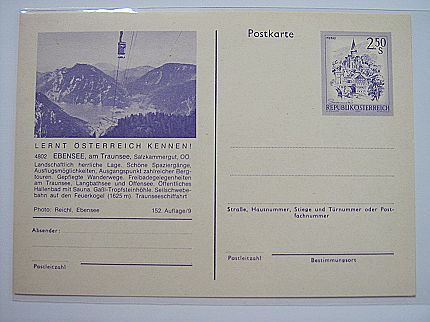 LERNT ÖSTERREICH KENNEN!
4802 EBENSEE, am Traunsee, Salzkammergut, OÖ.
Landschaftlich herrliche Lage. Schöne Spaziergänge,
Ausflugsmöglichkeiten, Ausgangspunkt zahlreicher Berg-
touren. Gepflegte Wanderwege. Freibadegelegenheiten
am Traunsee, Langbathsee und Offensee. Öffentliches
Hallenbad mit Sauna. Gaßl-Tropfsteinhöhle. Seilschwebe-
bahn auf den Feuerkogel (1625 m). Traunseeschiffahrt
Photo: Reichl, Ebensee 152. Auflage/9
Absender:
Postleitzahl
Postkarte
2.50
S
REPUBLIK ÖSTERREICH
Straße, Hausnummer, Stiege und Türnummer oder Post-
fachnummer
Postleitzahl Bestimmungsort